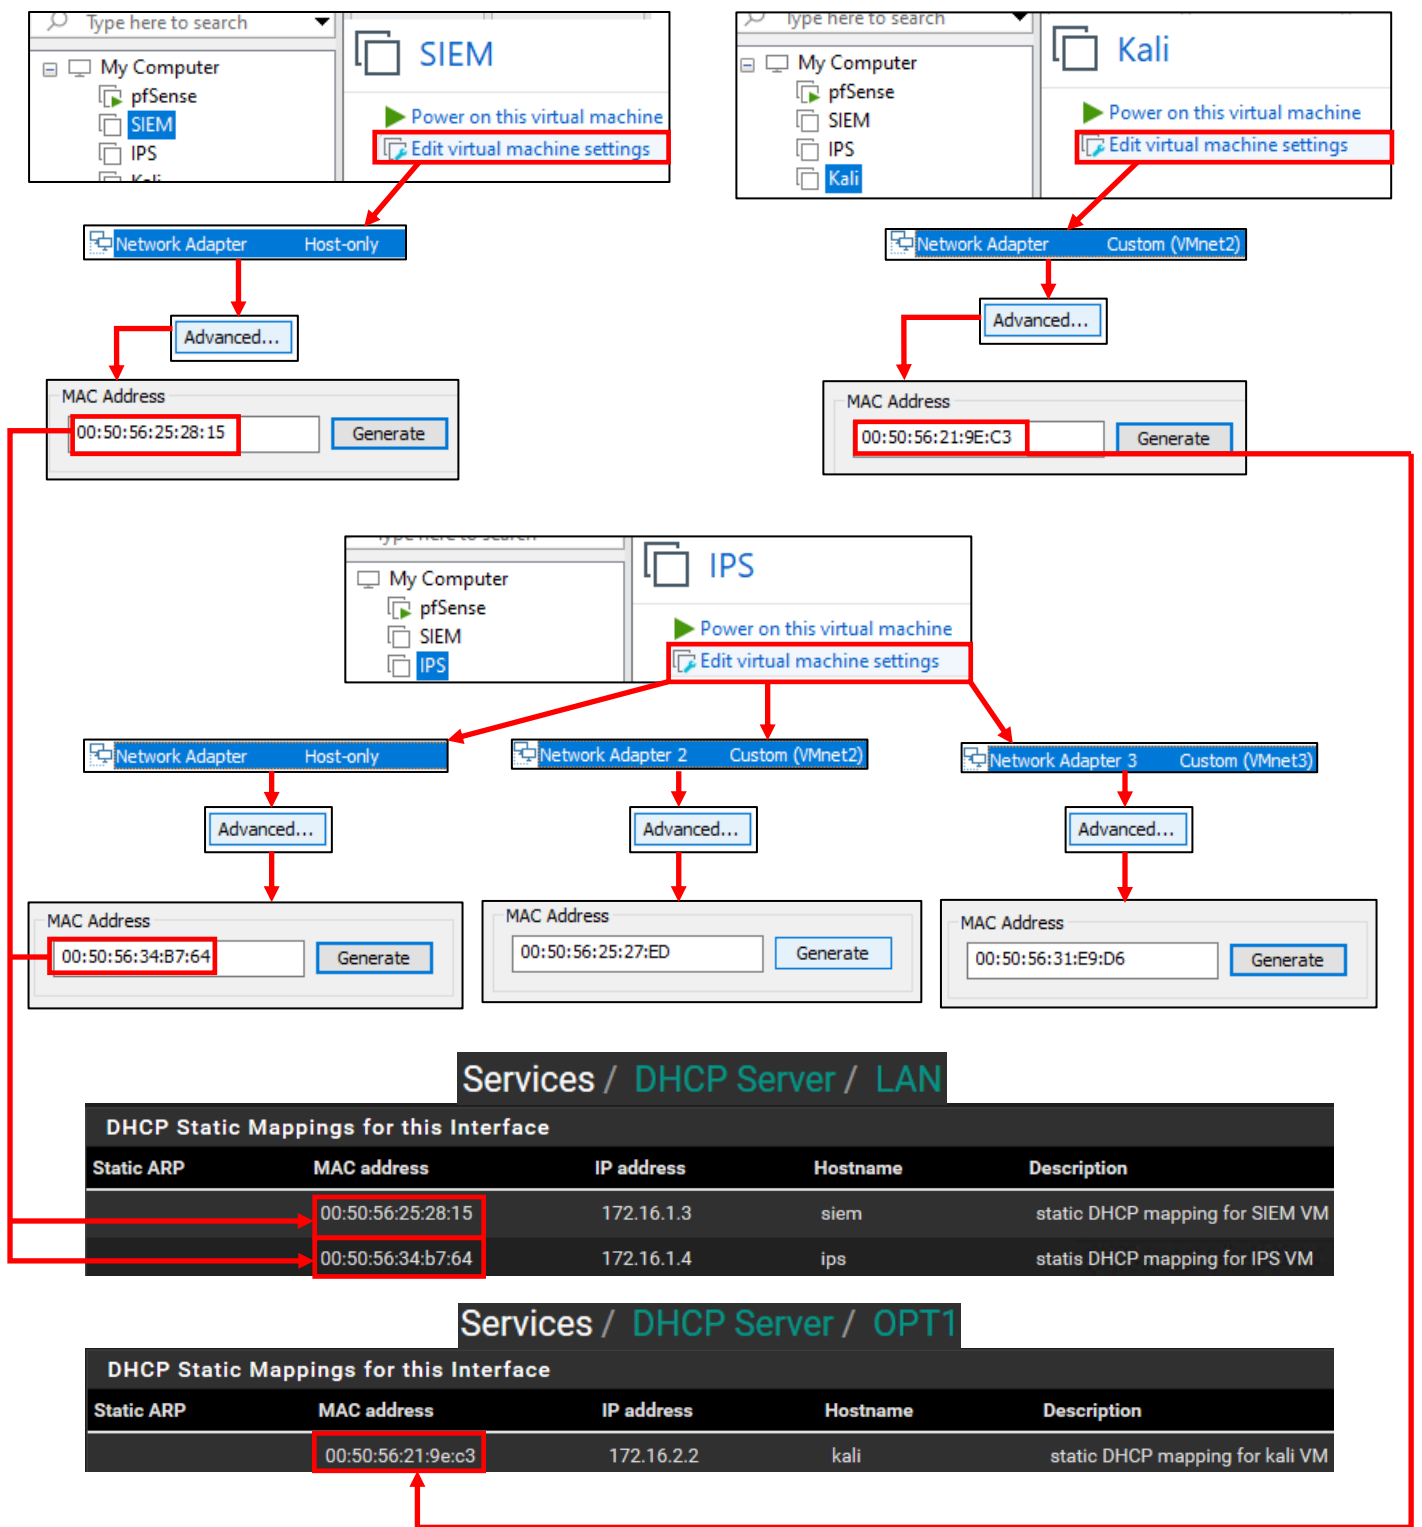 Type here to search
My Computer
pfSense
SIEM
IPS
Kali
SIEM
Power on this virtual machine
Edit virtual machine settings
Type here to search
My Computer
pfSense
SIEM
IPS
Kali
Kali
Power on this virtual machine
Edit virtual machine settings
Network Adapter Host-only
Advanced...
MAC Address
00:50:56:25:28:15 Generate
Network Adapter Custom (VMnet2)
Advanced...
MAC Address
00:50:56:21:9E:C3 Generate
Type here to search
My Computer
pfSense
SIEM
IPS
IPS
Power on this virtual machine
Edit virtual machine settings
Network Adapter Host-only
Advanced...
MAC Address
00:50:56:34:B7:64 Generate
Network Adapter 2 Custom (VMnet2)
Advanced...
MAC Address
00:50:56:25:27:ED Generate
Network Adapter 3 Custom (VMnet3)
Advanced...
MAC Address
00:50:56:31:E9:D6 Generate
Services / DHCP Server / LAN
DHCP Static Mappings for this Interface
Static ARP MAC address IP address Hostname Description
00:50:56:25:28:15 172.16.1.3 siem static DHCP mapping for SIEM VM
00:50:56:34:b7:64 172.16.1.4 ips statis DHCP mapping for IPS VM
Services / DHCP Server / OPT1
DHCP Static Mappings for this Interface
Static ARP MAC address IP address Hostname Description
00:50:56:21:9e:c3 172.16.2.2 kali static DHCP mapping for kali VM